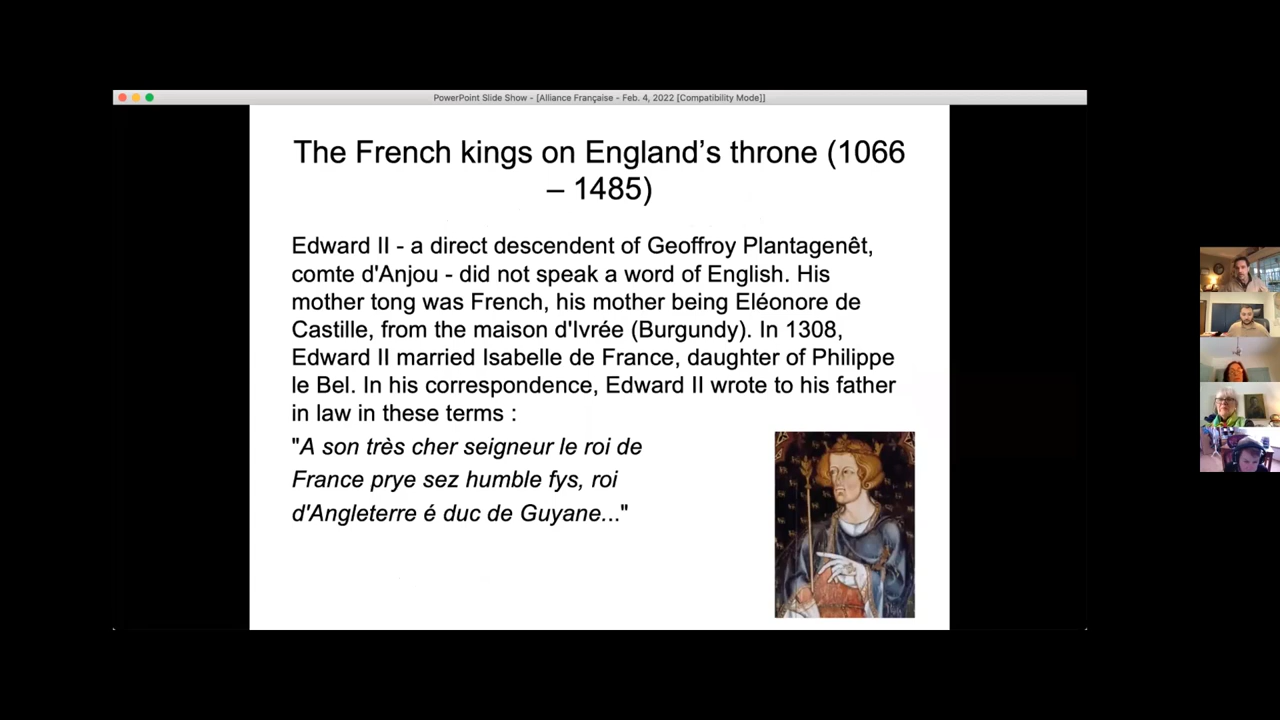 PowerPoint Slide Show - [Alliance Française - Feb. 4, 2022 [Compatibility Mode]]
The French kings on England’s throne (1066
– 1485)
Edward II - a direct descendent of Geoffroy Plantagenêt,
comte d'Anjou - did not speak a word of English. His
mother tong was French, his mother being Eléonore de
Castille, from the maison d'Ivrée (Burgundy). In 1308,
Edward II married Isabelle de France, daughter of Philippe
le Bel. In his correspondence, Edward II wrote to his father
in law in these terms :
"A son très cher seigneur le roi de
France prye sez humble fys, roi
d'Angleterre é duc de Guyane..."